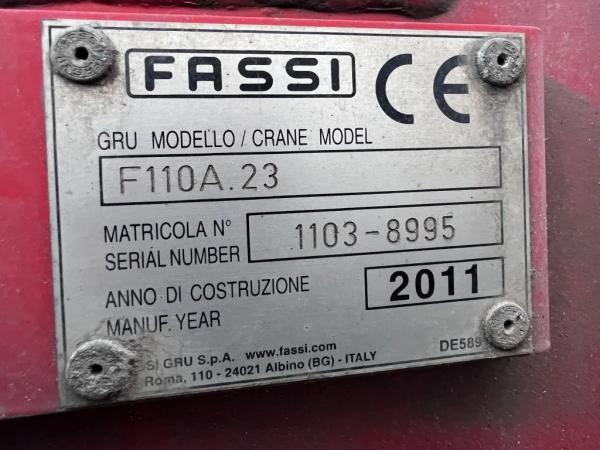 FASSI CE
GRU MODELLO / CRANE MODEL
F110A.23
MATRICOLA N° 1103-8995
SERIAL NUMBER
ANNO DI COSTRUZIONE 2011
MANUF. YEAR
GRU S.p.A. www.fassi.com DE589
Roma, 110 - 24021 Albino (BG) - ITALY